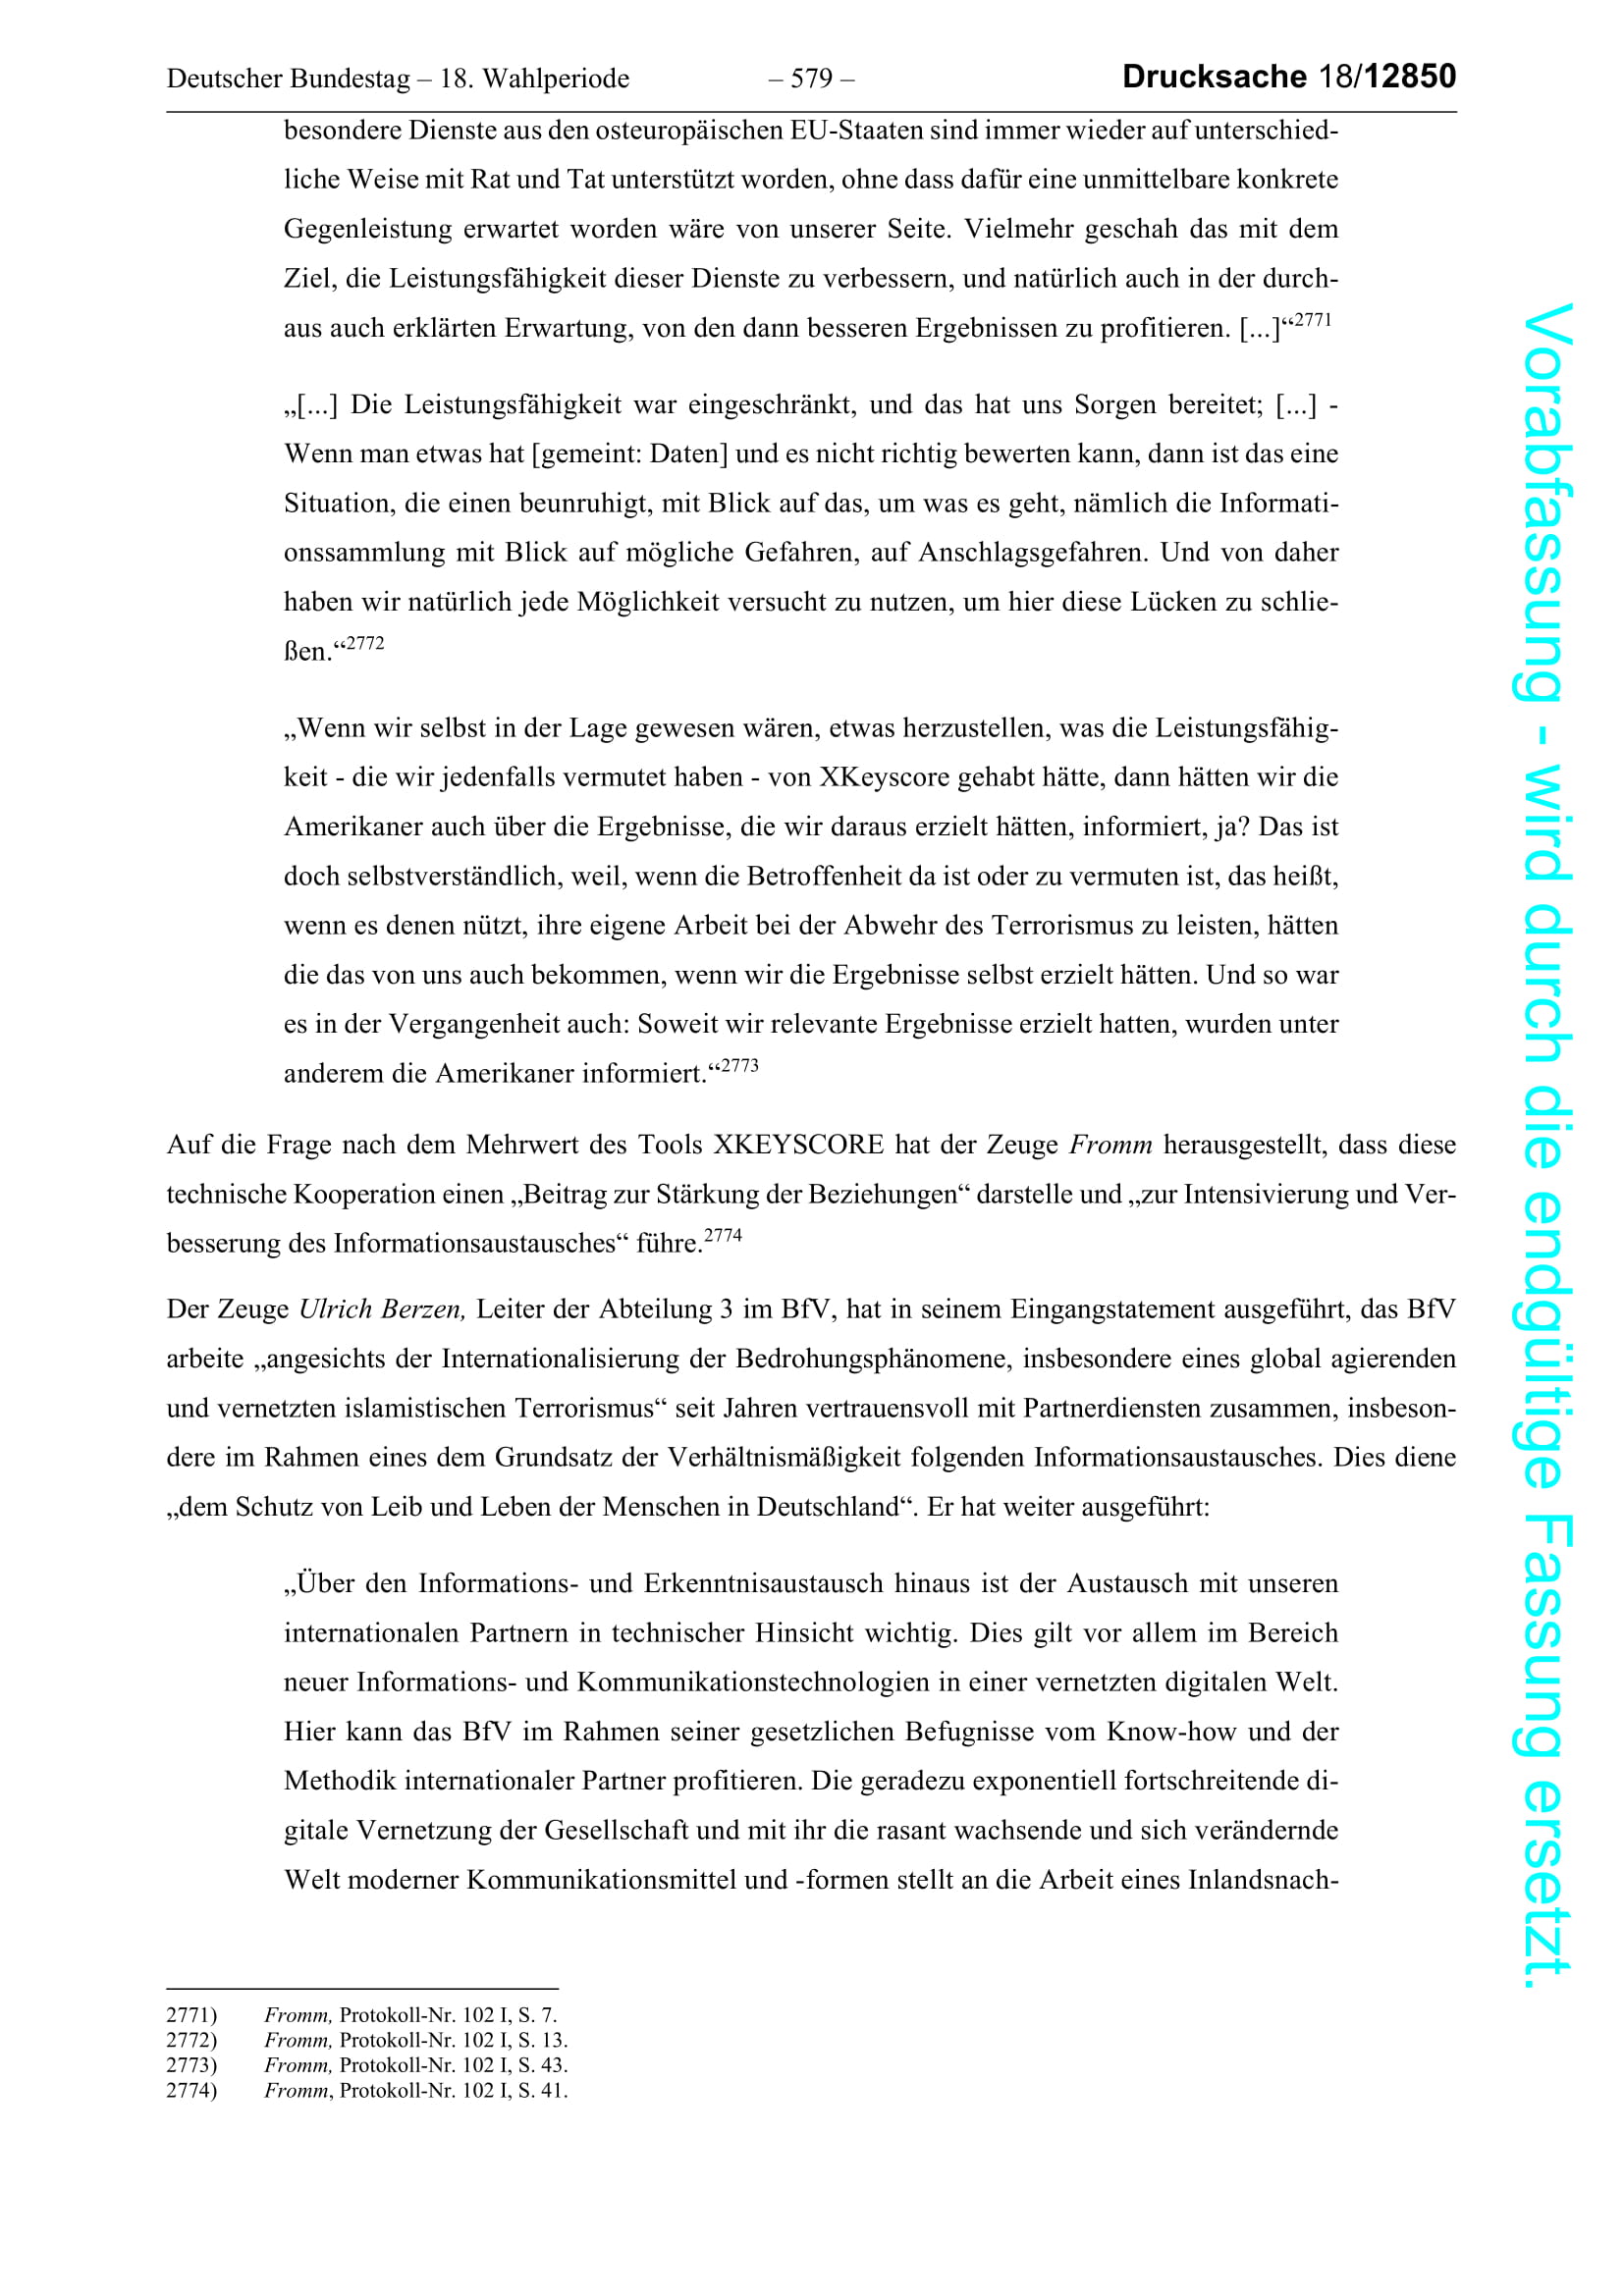 Deutscher Bundestag – 18. Wahlperiode – 579 – Drucksache 18/12850
besondere Dienste aus den osteuropäischen EU-Staaten sind immer wieder auf unterschied-
liche Weise mit Rat und Tat unterstützt worden, ohne dass dafür eine unmittelbare konkrete
Gegenleistung erwartet worden wäre von unserer Seite. Vielmehr geschah das mit dem
Ziel, die Leistungsfähigkeit dieser Dienste zu verbessern, und natürlich auch in der durch-
aus auch erklärten Erwartung, von den dann besseren Ergebnissen zu profitieren. [...]“2771
„[...] Die Leistungsfähigkeit war eingeschränkt, und das hat uns Sorgen bereitet; [...] -
Wenn man etwas hat [gemeint: Daten] und es nicht richtig bewerten kann, dann ist das eine
Situation, die einen beunruhigt, mit Blick auf das, um was es geht, nämlich die Informati-
onssammlung mit Blick auf mögliche Gefahren, auf Anschlagsgefahren. Und von daher
haben wir natürlich jede Möglichkeit versucht zu nutzen, um hier diese Lücken zu schlie-
ßen.“2772
„Wenn wir selbst in der Lage gewesen wären, etwas herzustellen, was die Leistungsfähig-
keit - die wir jedenfalls vermutet haben - von XKeyscore gehabt hätte, dann hätten wir die
Amerikaner auch über die Ergebnisse, die wir daraus erzielt hätten, informiert, ja? Das ist
doch selbstverständlich, weil, wenn die Betroffenheit da ist oder zu vermuten ist, das heißt,
wenn es denen nützt, ihre eigene Arbeit bei der Abwehr des Terrorismus zu leisten, hätten
die das von uns auch bekommen, wenn wir die Ergebnisse selbst erzielt hätten. Und so war
es in der Vergangenheit auch: Soweit wir relevante Ergebnisse erzielt hatten, wurden unter
anderem die Amerikaner informiert.“2773
Auf die Frage nach dem Mehrwert des Tools XKEYSCORE hat der Zeuge Fromm herausgestellt, dass diese
technische Kooperation einen „Beitrag zur Stärkung der Beziehungen“ darstelle und „zur Intensivierung und Ver-
besserung des Informationsaustausches“ führe.2774
Der Zeuge Ulrich Berzen, Leiter der Abteilung 3 im BfV, hat in seinem Eingangstatement ausgeführt, das BfV
arbeite „angesichts der Internationalisierung der Bedrohungsphänomene, insbesondere eines global agierenden
und vernetzten islamistischen Terrorismus“ seit Jahren vertrauensvoll mit Partnerdiensten zusammen, insbeson-
dere im Rahmen eines dem Grundsatz der Verhältnismäßigkeit folgenden Informationsaustausches. Dies diene
„dem Schutz von Leib und Leben der Menschen in Deutschland“. Er hat weiter ausgeführt:
„Über den Informations- und Erkenntnisaustausch hinaus ist der Austausch mit unseren
internationalen Partnern in technischer Hinsicht wichtig. Dies gilt vor allem im Bereich
neuer Informations- und Kommunikationstechnologien in einer vernetzten digitalen Welt.
Hier kann das BfV im Rahmen seiner gesetzlichen Befugnisse vom Know-how und der
Methodik internationaler Partner profitieren. Die geradezu exponentiell fortschreitende di-
gitale Vernetzung der Gesellschaft und mit ihr die rasant wachsende und sich verändernde
Welt moderner Kommunikationsmittel und -formen stellt an die Arbeit eines Inlandsnach-
2771) Fromm, Protokoll-Nr. 102 I, S. 7.
2772) Fromm, Protokoll-Nr. 102 I, S. 13.
2773) Fromm, Protokoll-Nr. 102 I, S. 43.
2774) Fromm, Protokoll-Nr. 102 I, S. 41.
Vorabfassung - wird durch die endgültige Fassung ersetzt.